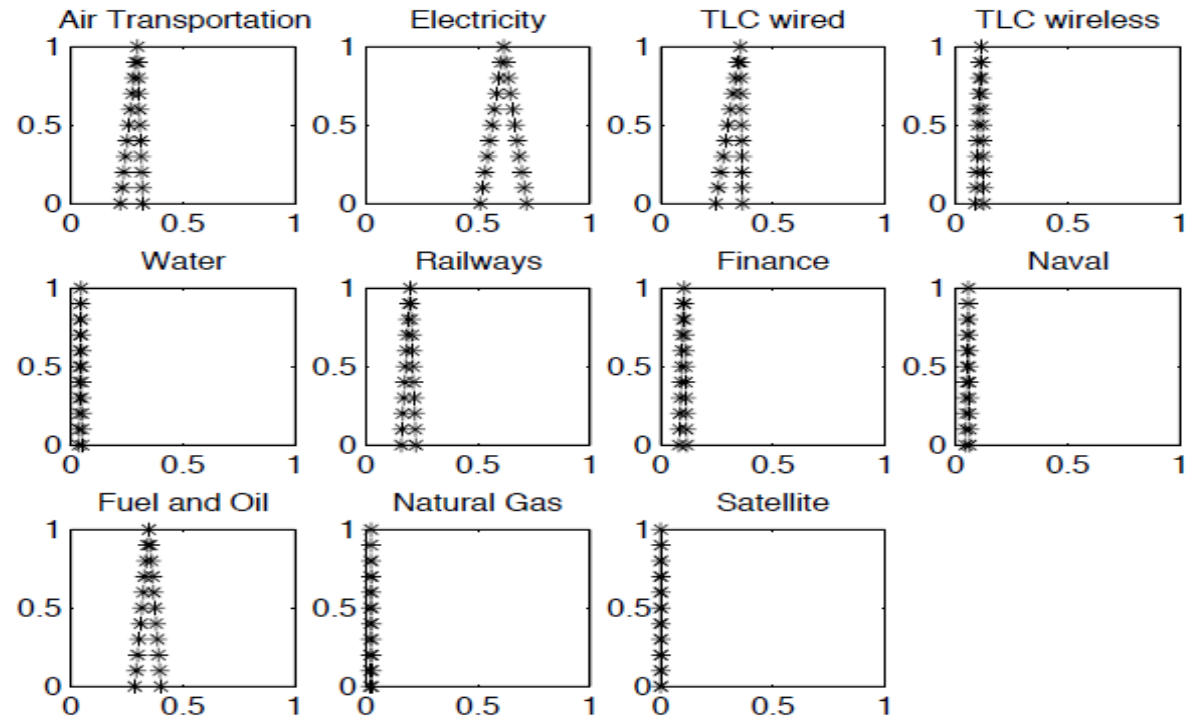 Air Transportation Electricity TLC wired TLC wireless
1 1 1 1
0.5 0.5 0.5 0.5
0 0 0 0
0 0.5 1 0 0.5 1 0 0.5 1 0 0.5 1
Water Railways Finance Naval
1 1 1 1
0.5 0.5 0.5 0.5
0 0 0 0
0 0.5 1 0 0.5 1 0 0.5 1 0 0.5 1
Fuel and Oil Natural Gas Satellite
1 1 1
0.5 0.5 0.5
0 0 0
0 0.5 1 0 0.5 1 0 0.5 1